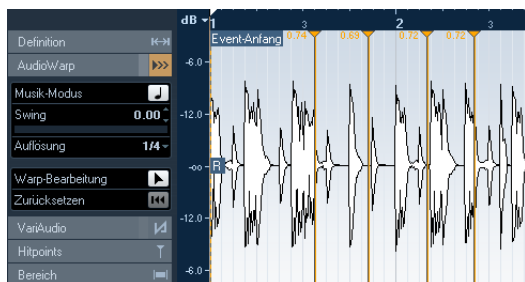 Definition
AudioWarp
Musik-Modus
Swing 0.00
Auflösung 1/4
Warp-Bearbeitung
Zurücksetzen
VariAudio
Hitpoints
Bereich
dB 1 3 2 3
Event-Anfang 0.74 0.69 0.72 0.72
-6.0
-12.0
-∞ R
-12.0
-6.0